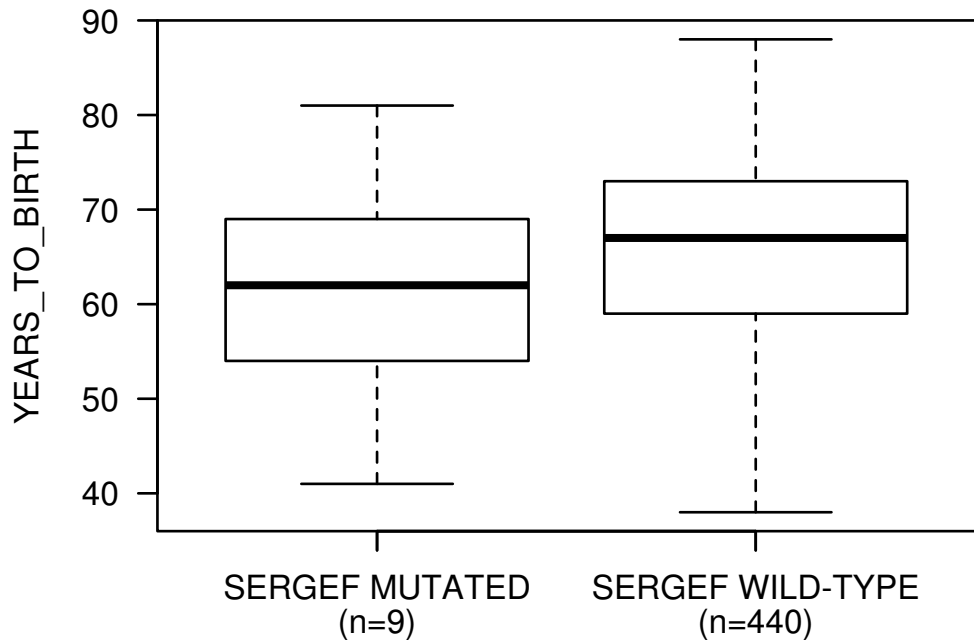 YEARS_TO_BIRTH
90
80
70
60
50
40
SERGEF MUTATED
(n=9)
SERGEF WILD-TYPE
(n=440)